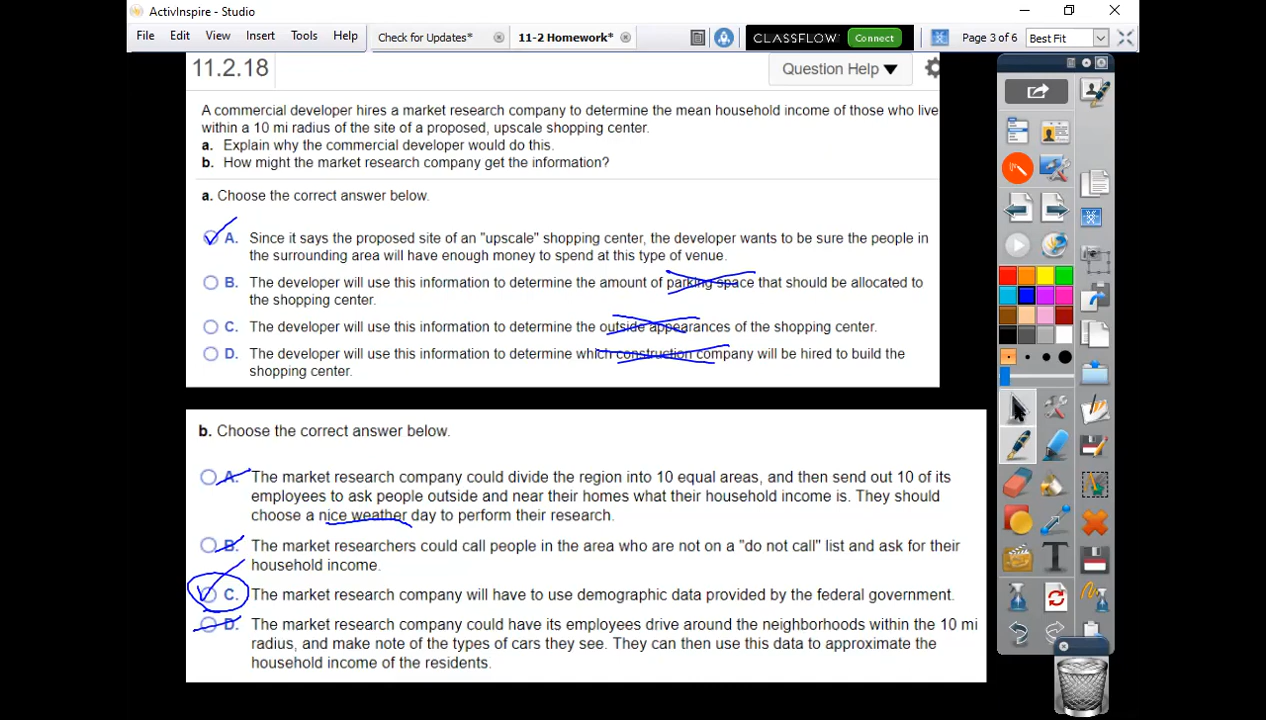 ActivInspire - Studio
File Edit View Insert Tools Help Check for Updates* 11-2 Homework* CLASSFLOW Connect Page 3 of 6 Best Fit
11.2.18 Question Help
A commercial developer hires a market research company to determine the mean household income of those who live
within a 10 mi radius of the site of a proposed, upscale shopping center.
a. Explain why the commercial developer would do this.
b. How might the market research company get the information?
a. Choose the correct answer below.
A. Since it says the proposed site of an "upscale" shopping center, the developer wants to be sure the people in
the surrounding area will have enough money to spend at this type of venue.
B. The developer will use this information to determine the amount of parking space that should be allocated to
the shopping center.
C. The developer will use this information to determine the outside appearances of the shopping center.
D. The developer will use this information to determine which construction company will be hired to build the
shopping center.
b. Choose the correct answer below.
A. The market research company could divide the region into 10 equal areas, and then send out 10 of its
employees to ask people outside and near their homes what their household income is. They should
choose a nice weather day to perform their research.
B. The market researchers could call people in the area who are not on a "do not call" list and ask for their
household income.
C. The market research company will have to use demographic data provided by the federal government.
D. The market research company could have its employees drive around the neighborhoods within the 10 mi
radius, and make note of the types of cars they see. They can then use this data to approximate the
household income of the residents.